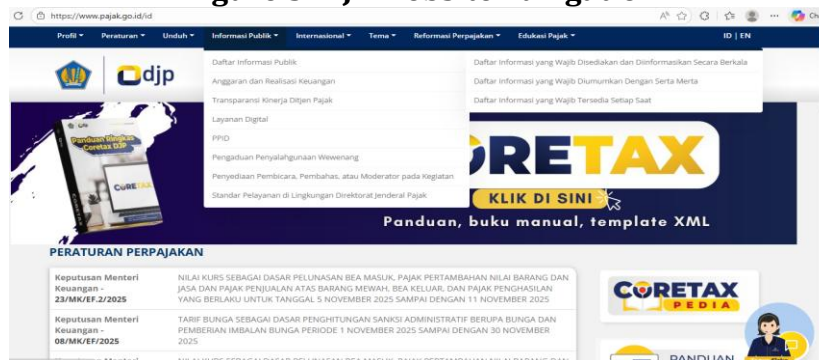 https://www.pajak.go.id/id
Profil Peraturan Unduh Informasi Publik Internasional Tema Reformasi Perpajakan Edukasi Pajak ID | EN
djp
Daftar Informasi Publik
Anggaran dan Realisasi Keuangan
Transparansi Kinerja Ditjen Pajak
Layanan Digital
PPID
Pengaduan Penyalahgunaan Wewenang
Penyediaan Pembicara, Pembahas, atau Moderator pada Kegiatan
Standar Pelayanan di Lingkungan Direktorat Jenderal Pajak
Daftar Informasi yang Wajib Disediakan dan Diinformasikan Secara Berkala
Daftar Informasi yang Wajib Diumumkan Dengan Serta Merta
Daftar Informasi yang Wajib Tersedia Setiap Saat
Panduan Ringkas
Coretax DJP
CORETAX
RETAX
KLIK DI SINI
Panduan, buku manual, template XML
PERATURAN PERPAJAKAN
Keputusan Menteri
Keuangan -
23/MK/EF.2/2025
NILAI KURS SEBAGAI DASAR PELUNASAN BEA MASUK, PAJAK PERTAMBAHAN NILAI BARANG DAN
JASA DAN PAJAK PENJUALAN ATAS BARANG MEWAH, BEA KELUAR, DAN PAJAK PENGHASILAN
YANG BERLAKU UNTUK TANGGAL 5 NOVEMBER 2025 SAMPAI DENGAN 11 NOVEMBER 2025
Keputusan Menteri
Keuangan -
08/MK/EF/2025
TARIF BUNGA SEBAGAI DASAR PENGHITUNGAN SANKSI ADMINISTRATIF BERUPA BUNGA DAN
PEMBERIAN IMBALAN BUNGA PERIODE 1 NOVEMBER 2025 SAMPAI DENGAN 30 NOVEMBER
2025
CORETAX
PEDIA
PANDUAN